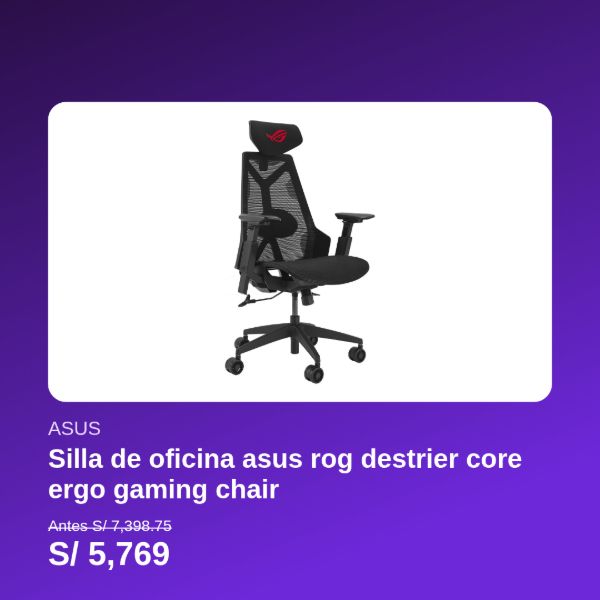 ASUS
Silla de oficina asus rog destrier core
ergo gaming chair
Antes S/ 7,398.75
S/ 5,769